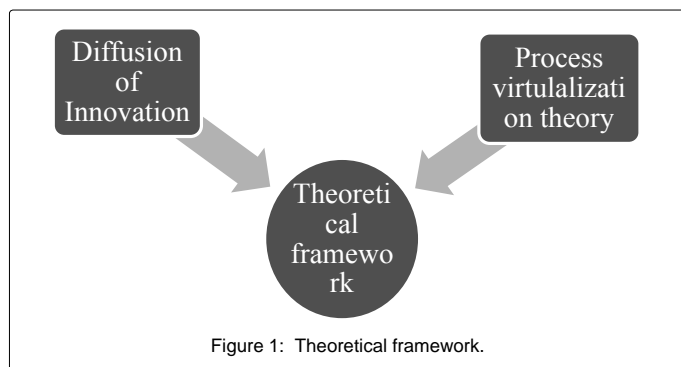 Diffusion
of
Innovation
Process
virtulalizati
on theory
Theoreti
cal
framewo
rk
Figure 1: Theoretical framework.